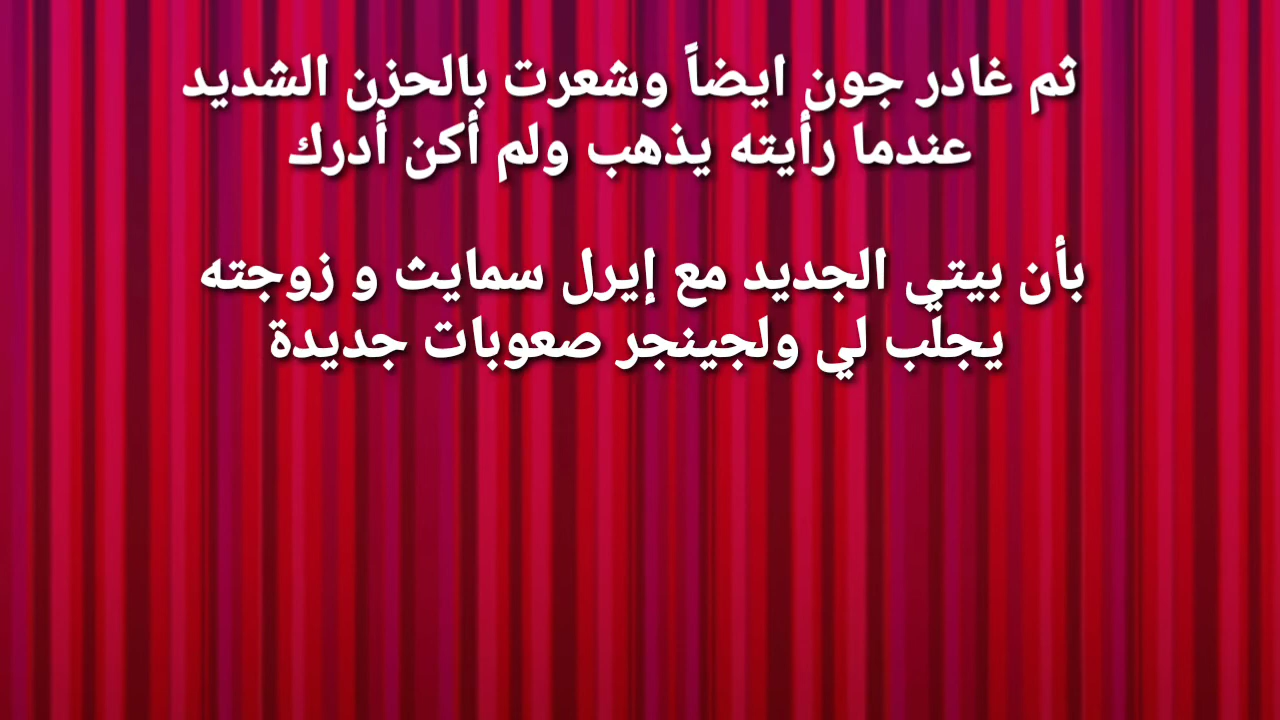 ثم غادر جون ايضاً وشعرت بالحزن الشديد
عندما رأيته يذهب ولم أكن أدرك
بأن بيتي الجديد مع إيرل سمايث و زوجته
يجلب لي ولجينجر صعوبات جديدة